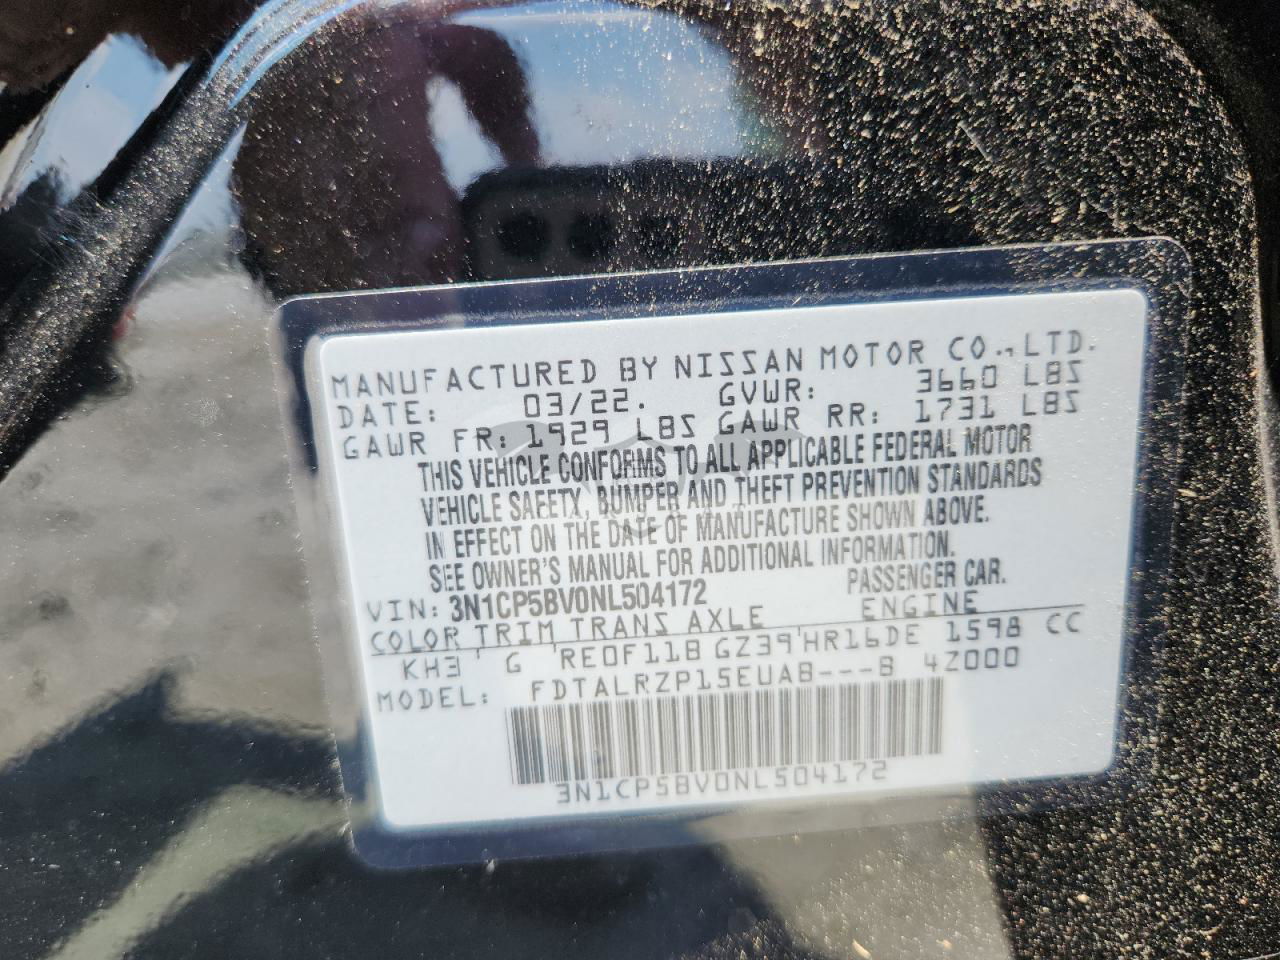 MANUFACTURED BY NISSAN MOTOR CO., LTD.
DATE: 03/22. GVWR: 3660 LBS
GAWR FR: 1929 LBS GAWR RR: 1731 LBS
THIS VEHICLE CONFORMS TO ALL APPLICABLE FEDERAL MOTOR
VEHICLE SAFETY, BUMPER AND THEFT PREVENTION STANDARDS
IN EFFECT ON THE DATE OF MANUFACTURE SHOWN ABOVE.
SEE OWNER'S MANUAL FOR ADDITIONAL INFORMATION.
VIN: 3N1CP5BV0NL504172 PASSENGER CAR.
COLOR TRIM TRANS AXLE ENGINE
KH3 G RE0F11B GZ39 HR16DE 1598 CC
MODEL: FDTALRZP15EUAB---B 4Z000
3N1CP5BV0NL504172